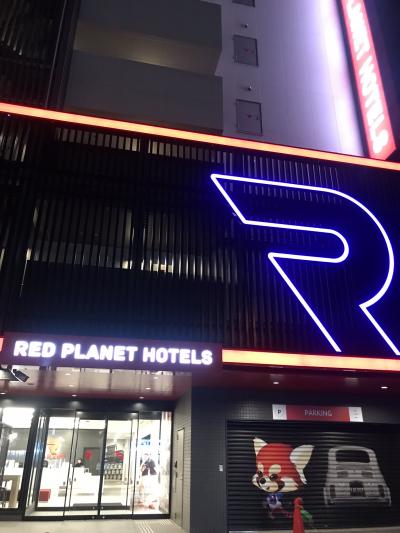 PLANET HOTELS
R
RED PLANET HOTELS
P PARKING